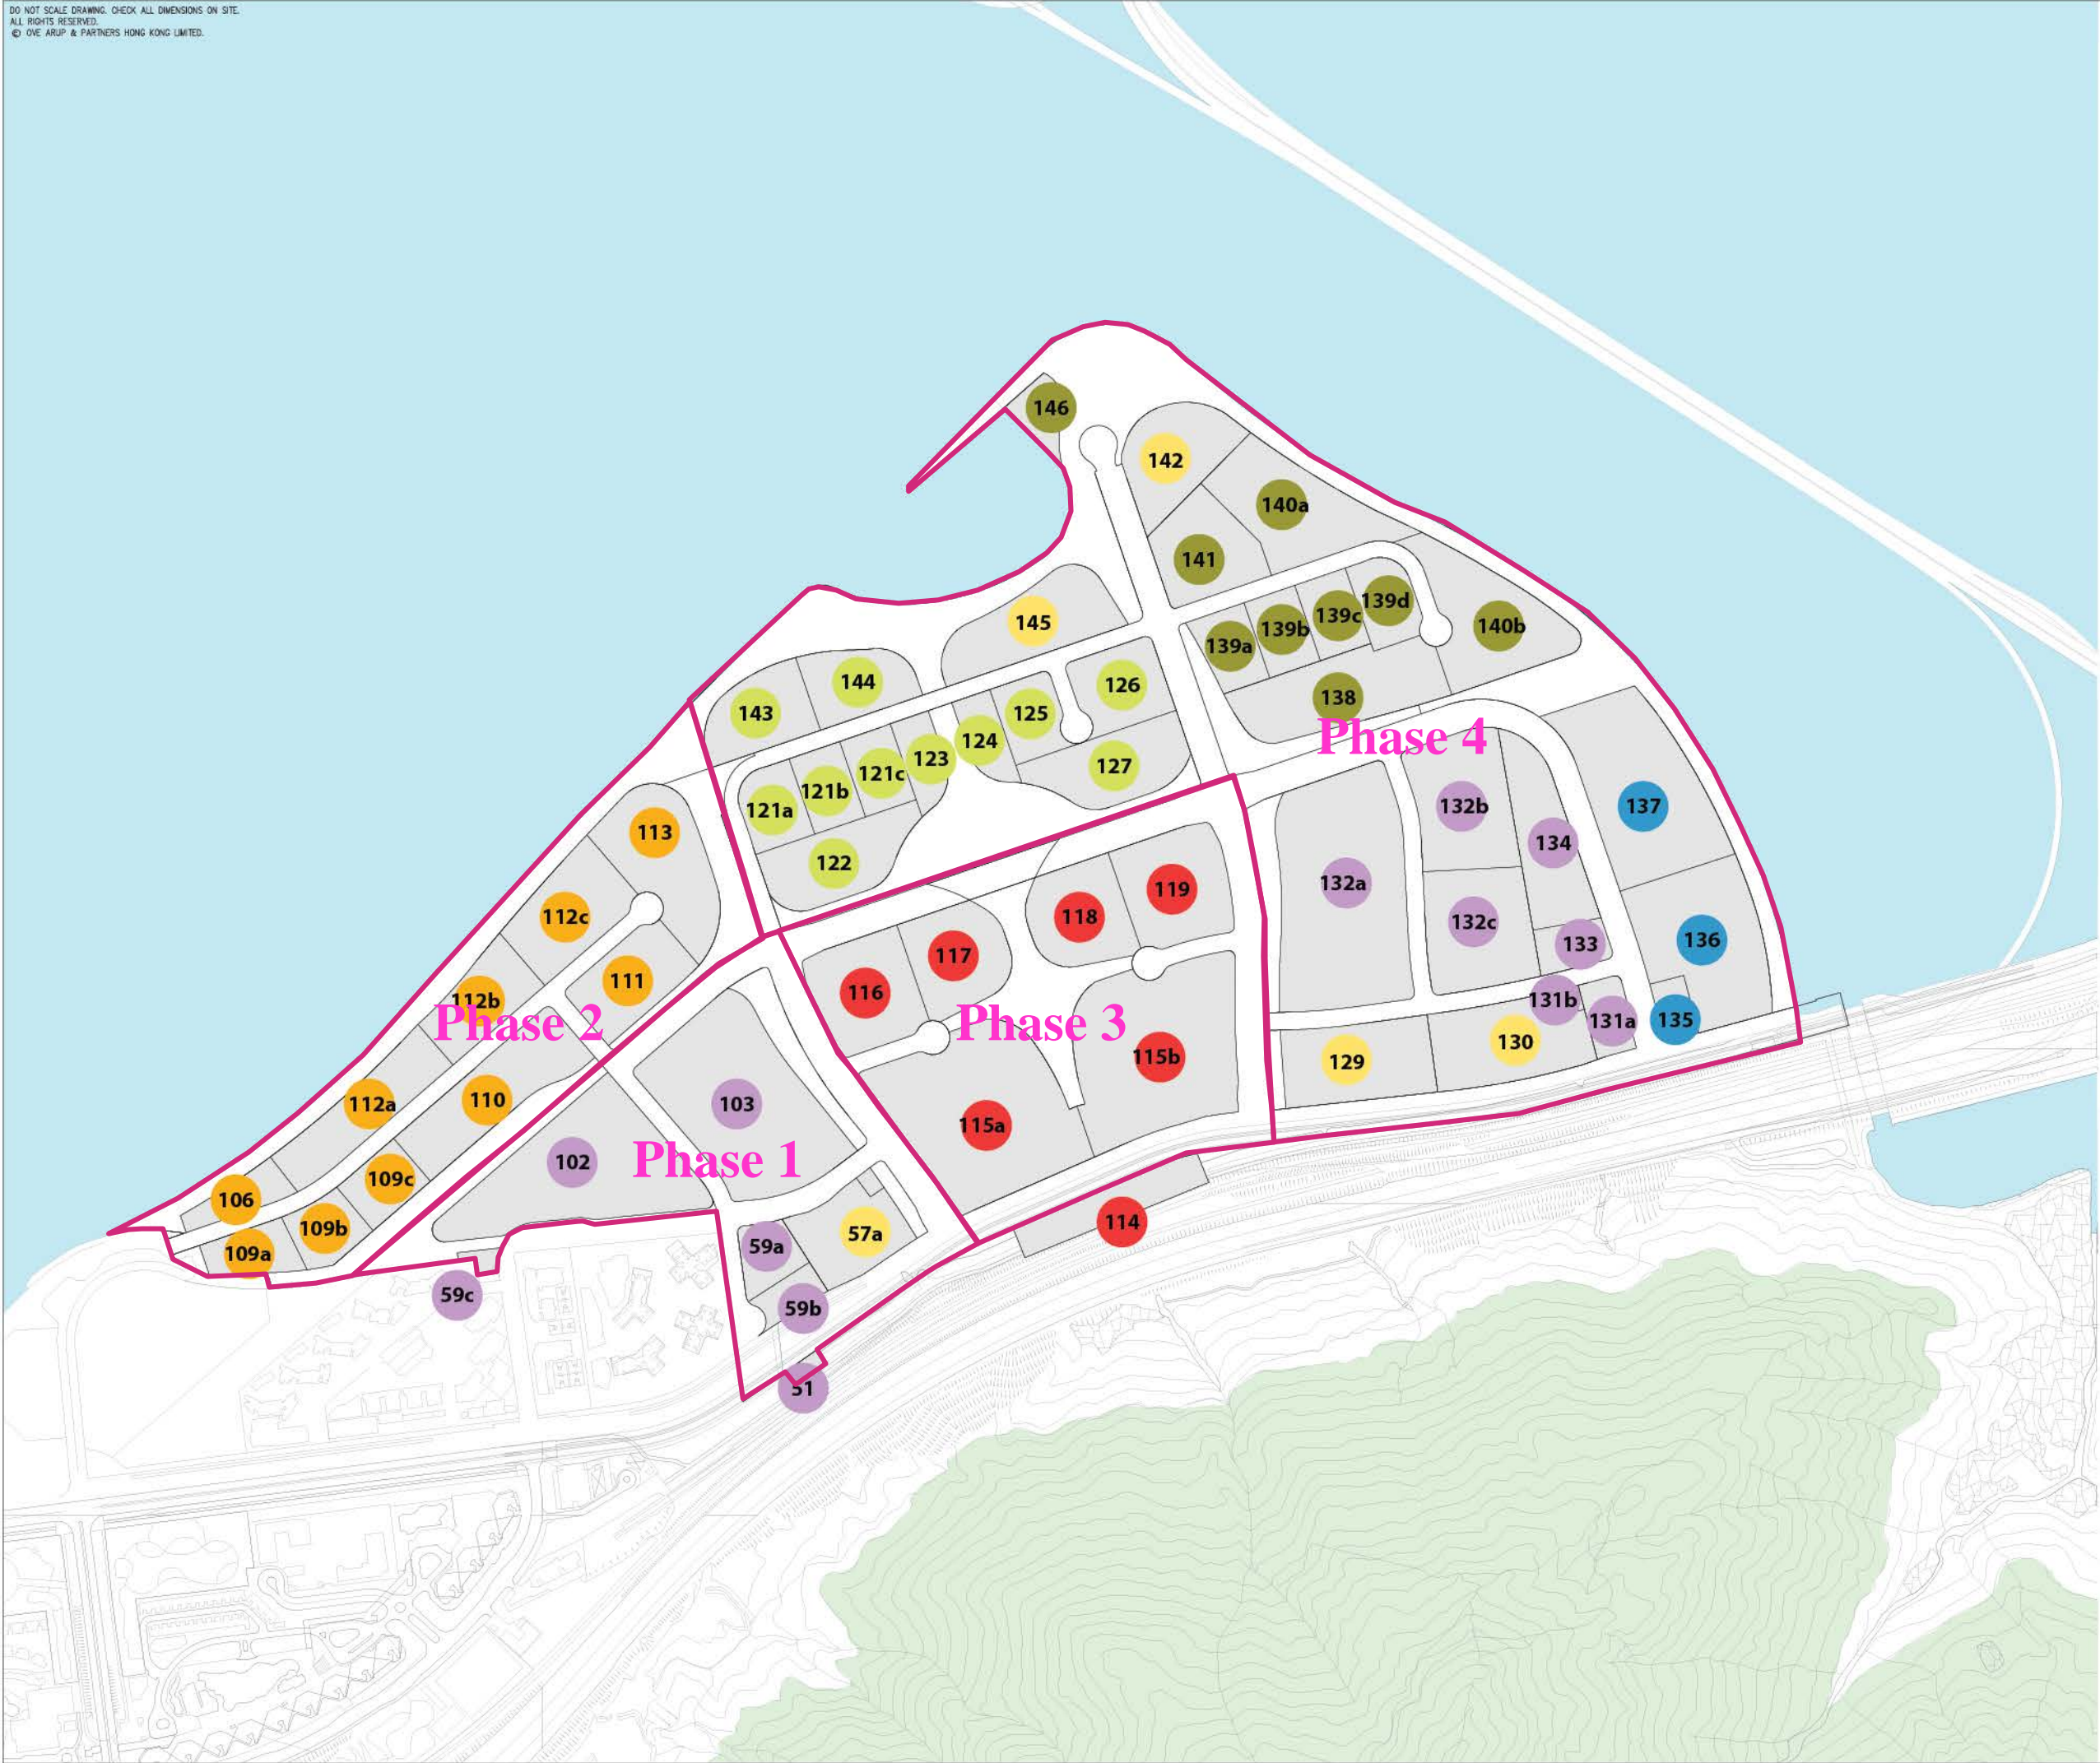 DO NOT SCALE DRAWING. CHECK ALL DIMENSIONS ON SITE.
ALL RIGHTS RESERVED.
© OVE ARUP & PARTNERS HONG KONG LIMITED.
146
142
140a
141
139d
139c
139b
139a
140b
145
138
144
126
143
125
124
123
127
121c
121b
121a
122
Phase 4
137
132b
134
113
132a
119
118
112c
132c
133
136
117
111
116
112b
131b
131a
135
Phase 2
Phase 3
130
129
115b
112a
110
103
115a
Phase 1
102
109c
106
109b
109a
114
57a
59a
59c
59b
51